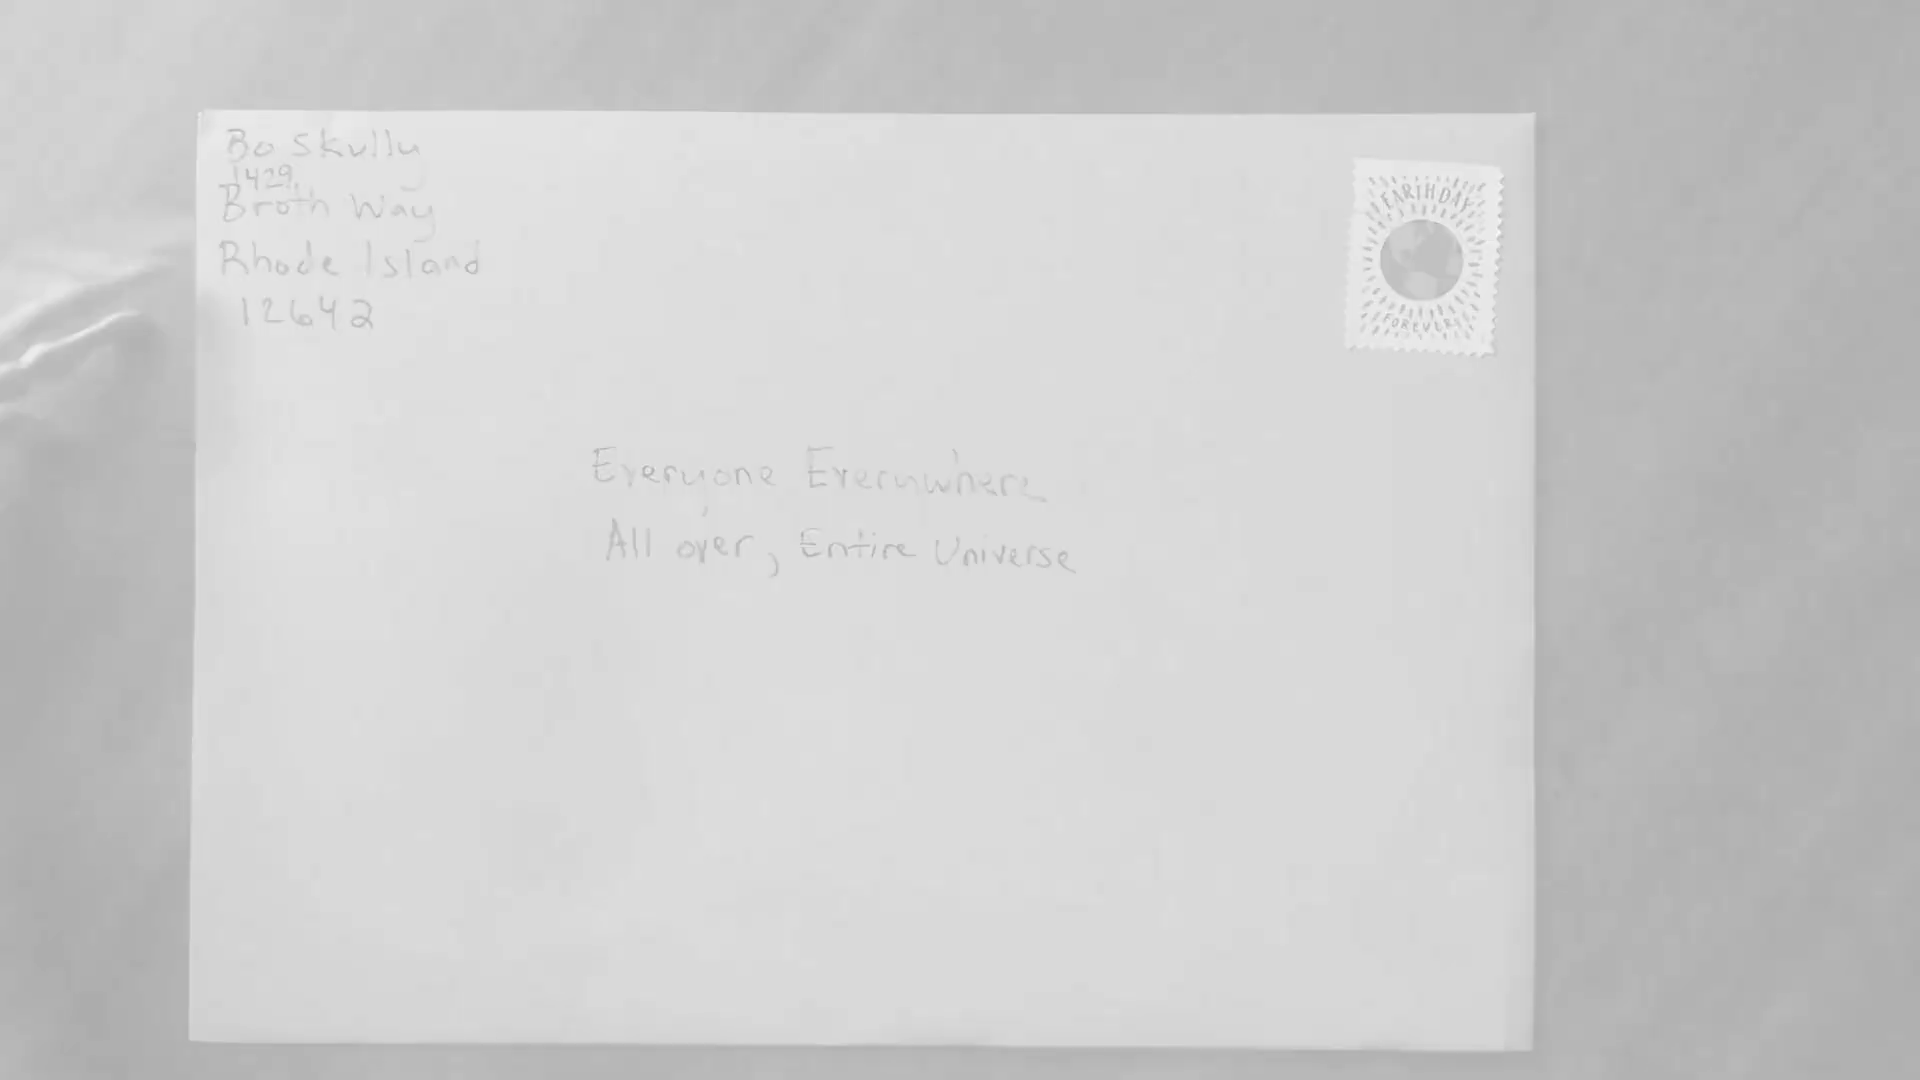 Bo Skully
1429
Broth Way
Rhode Island
12642
EARTH DAY
FOREVER
Everyone Everywhere
All over, Entire Universe